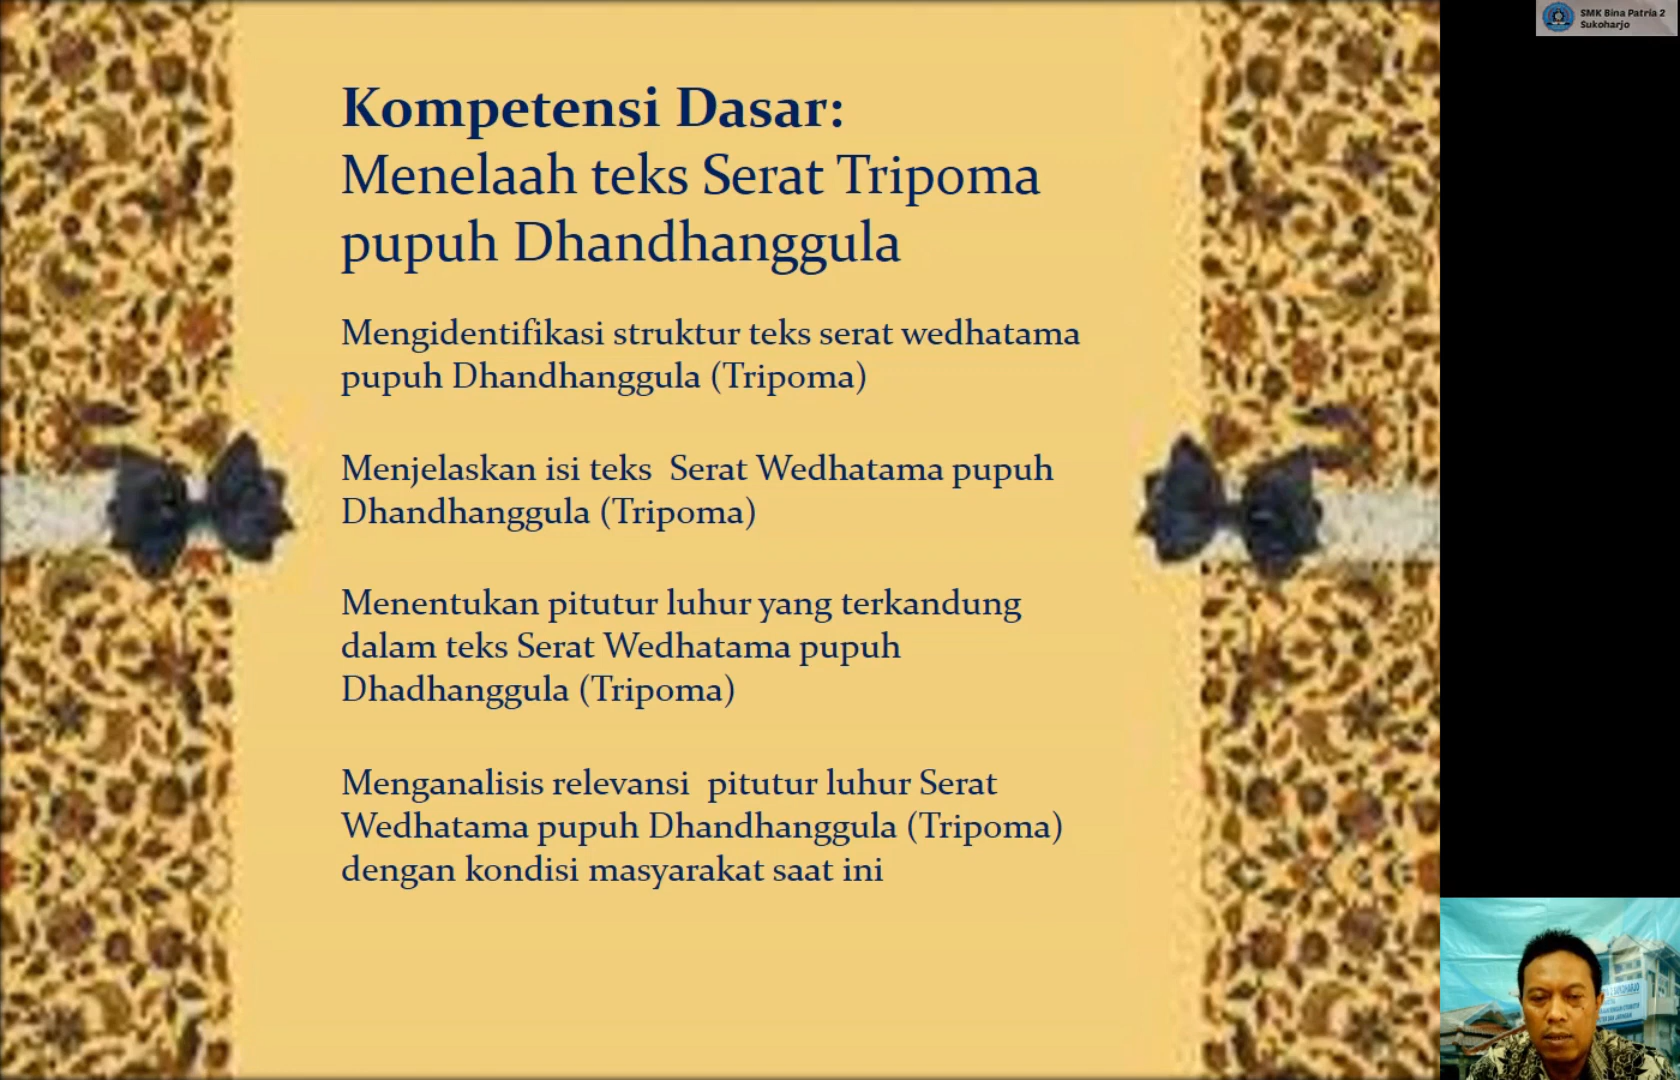 Kompetensi Dasar:
Menelaah teks Serat Tripoma
pupuh Dhandhanggula
Mengidentifikasi struktur teks serat wedhatama
pupuh Dhandhanggula (Tripoma)
Menjelaskan isi teks  Serat Wedhatama pupuh
Dhandhanggula (Tripoma)
Menentukan pitutur luhur yang terkandung
dalam teks Serat Wedhatama pupuh
Dhadhanggula (Tripoma)
Menganalisis relevansi  pitutur luhur Serat
Wedhatama pupuh Dhandhanggula (Tripoma)
dengan kondisi masyarakat saat ini
SMK Bina Patria 2
Sukoharjo